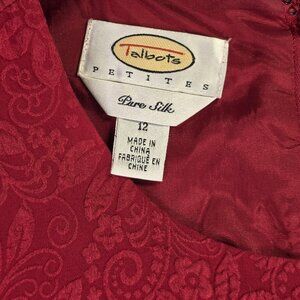 Talbots
PETITES
Pure Silk
12
MADE IN
CHINA
FABRIQUÉ EN
CHINE